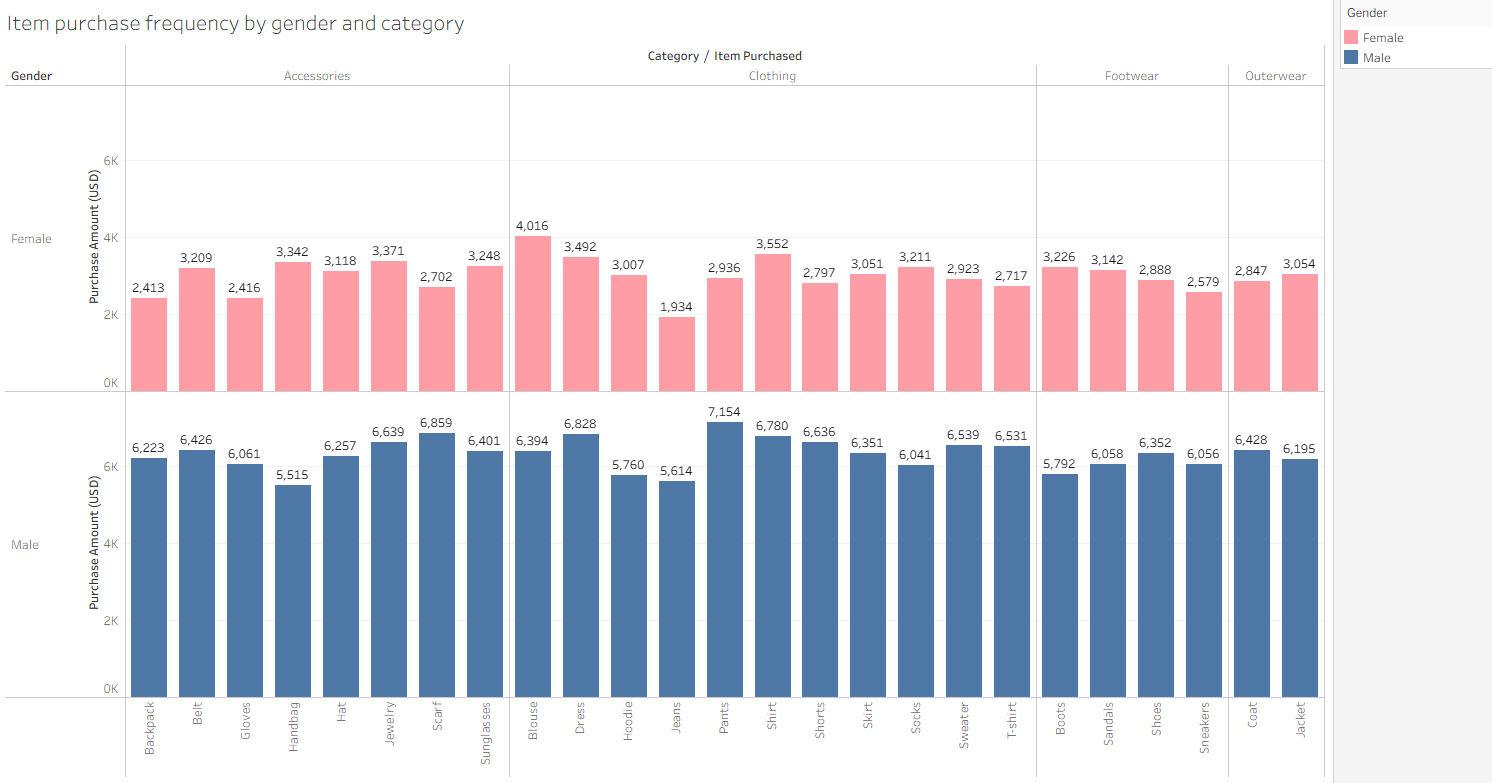 Item purchase frequency by gender and category
Category / Item Purchased
Gender
Accessories
Clothing
Footwear
Outerwear
Female
Purchase Amount (USD)
6K
4K
2K
0K
2,413
3,209
2,416
3,342
3,118
3,371
2,702
3,248
4,016
3,492
3,007
1,934
2,936
3,552
2,797
3,051
3,211
2,923
2,717
3,226
3,142
2,888
2,579
2,847
3,054
Male
Purchase Amount (USD)
6K
4K
2K
0K
6,223
6,426
6,061
5,515
6,257
6,639
6,859
6,401
6,394
6,828
5,760
5,614
7,154
6,780
6,636
6,351
6,041
6,539
6,531
5,792
6,058
6,352
6,056
6,428
6,195
Backpack
Belt
Gloves
Handbag
Hat
Jewelry
Scarf
Sunglasses
Blouse
Dress
Hoodie
Jeans
Pants
Shirt
Shorts
Skirt
Socks
Sweater
T-shirt
Boots
Sandals
Shoes
Sneakers
Coat
Jacket
Gender
Female
Male